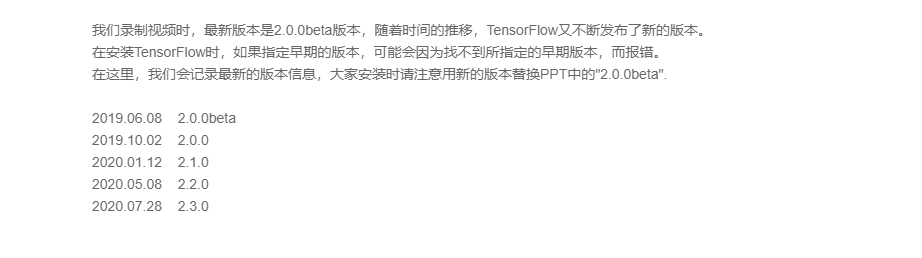 我们录制视频时，最新版本是2.0.0beta版本，随着时间的推移，TensorFlow又不断发布了新的版本。
在安装TensorFlow时，如果指定早期的版本，可能会因为找不到所指定的早期版本，而报错。
在这里，我们会记录最新的版本信息，大家安装时请注意用新的版本替换PPT中的"2.0.0beta".
2019.06.08 2.0.0beta
2019.10.02 2.0.0
2020.01.12 2.1.0
2020.05.08 2.2.0
2020.07.28 2.3.0